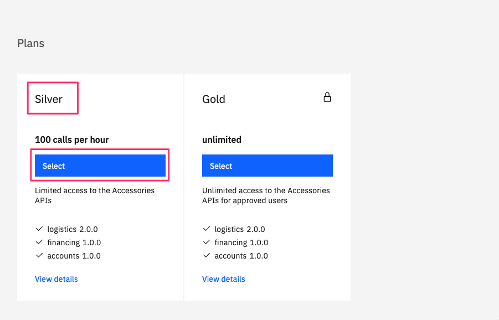 Plans
Silver
100 calls per hour
Select
Limited access to the Accessories
APIs
logistics 2.0.0
financing 1.0.0
accounts 1.0.0
View details
Gold
unlimited
Select
Unlimited access to the Accessories
APIs for approved users
logistics 2.0.0
financing 1.0.0
accounts 1.0.0
View details